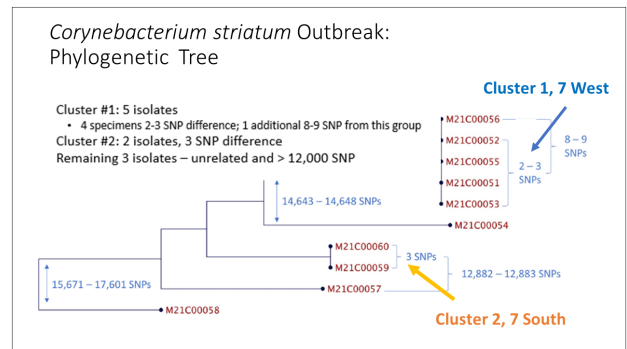 Corynebacterium striatum Outbreak:
Phylogenetic Tree
Cluster 1, 7 West
Cluster #1: 5 isolates
• 4 specimens 2-3 SNP difference; 1 additional 8-9 SNP from this group
Cluster #2: 2 isolates, 3 SNP difference
Remaining 3 isolates – unrelated and > 12,000 SNP
M21C00056
M21C00052
M21C00055
M21C00051
M21C00053
2 – 3
SNPs
8 – 9
SNPs
14,643 – 14,648 SNPs
M21C00054
M21C00060
M21C00059
3 SNPs
12,882 – 12,883 SNPs
M21C00057
15,671 – 17,601 SNPs
M21C00058
Cluster 2, 7 South